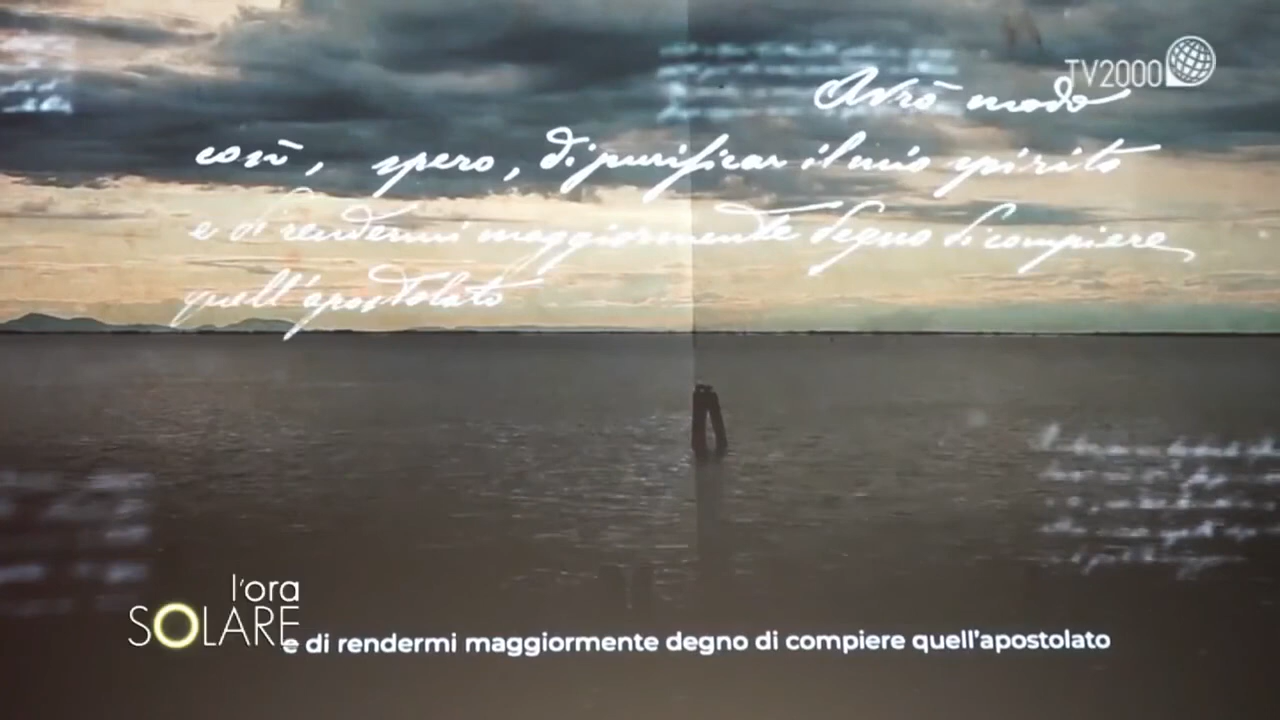 TV2000
Avrò modo
così, spero, di purificar il mio spirito
e di rendermi maggiormente degno di compiere
quell'apostolato
l'ora
SOLARE
e di rendermi maggiormente degno di compiere quell'apostolato